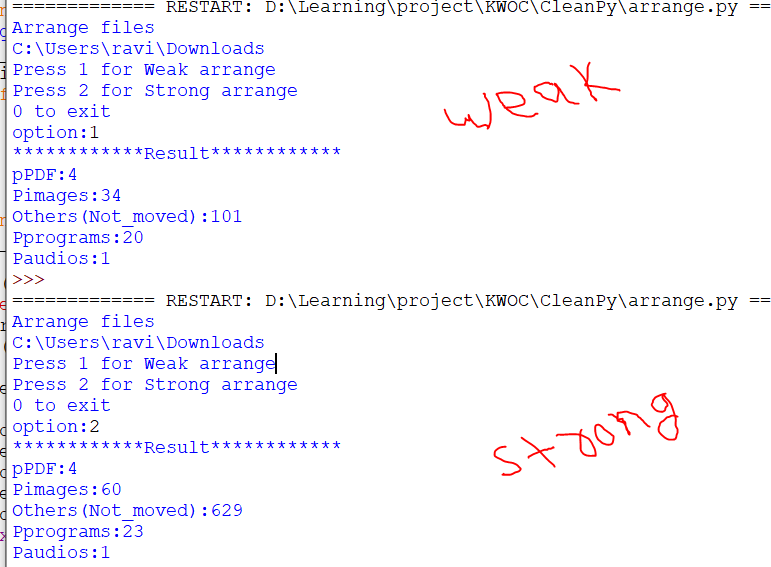 ============= RESTART: D:\Learning\project\KWOC\CleanPy\arrange.py ==
Arrange files
C:\Users\ravi\Downloads
Press 1 for Weak arrange
Press 2 for Strong arrange
0 to exit
option:1
************Result************
pPDF:4
Pimages:34
Others(Not_moved):101
Pprograms:20
Paudios:1
>>>
weak
============= RESTART: D:\Learning\project\KWOC\CleanPy\arrange.py ==
Arrange files
C:\Users\ravi\Downloads
Press 1 for Weak arrange
Press 2 for Strong arrange
0 to exit
option:2
************Result************
pPDF:4
Pimages:60
Others(Not_moved):629
Pprograms:23
Paudios:1
strong